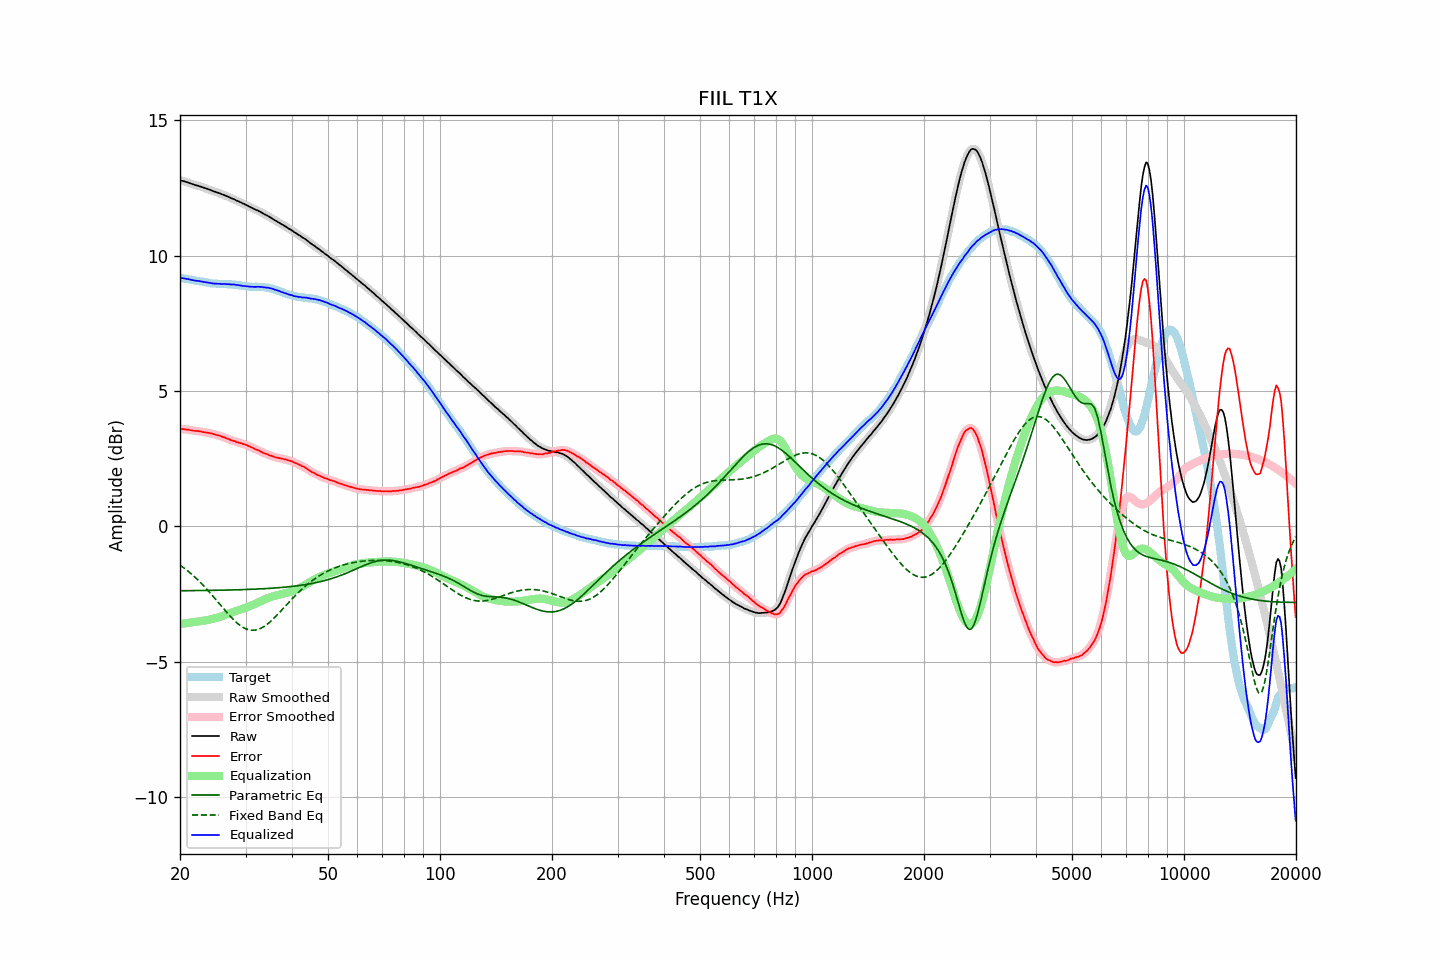 FIIL T1X
Amplitude (dBr)
15
10
5
0
−5
−10
Target
Raw Smoothed
Error Smoothed
Raw
Error
Equalization
Parametric Eq
Fixed Band Eq
Equalized
20 50 100 200 500 1000 2000 5000 10000 20000
Frequency (Hz)